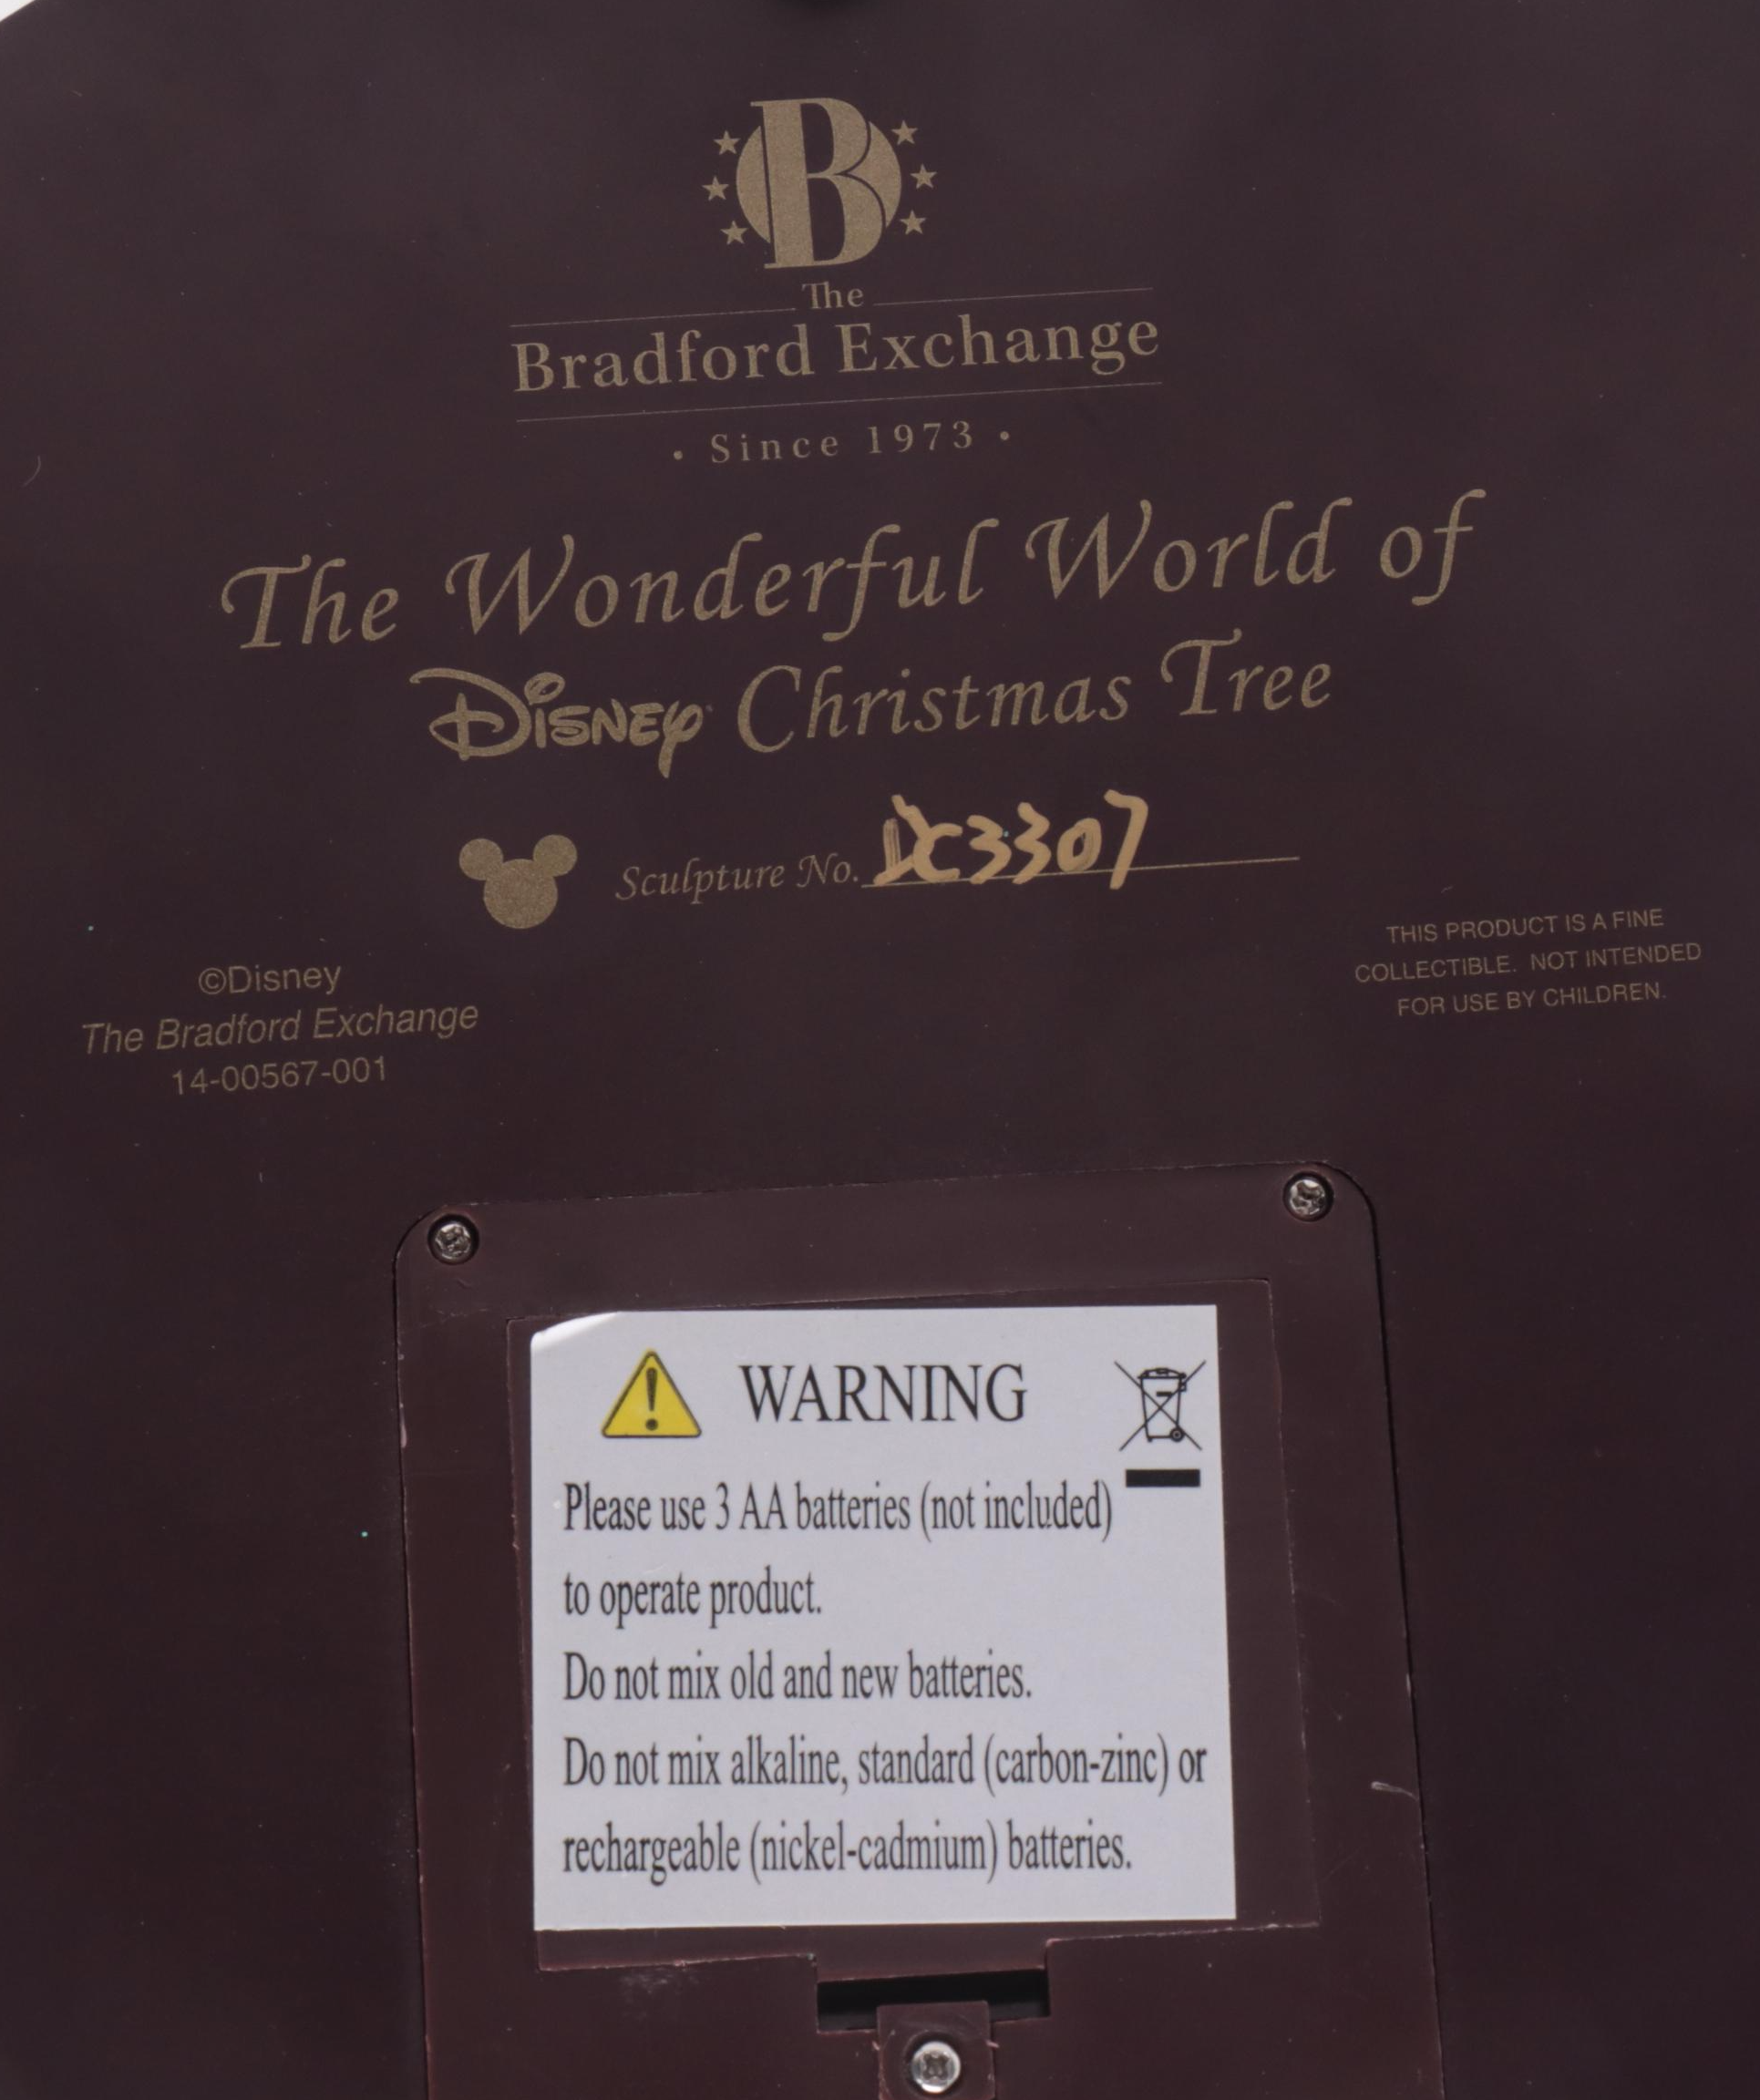 B
The
Bradford Exchange
• Since 1973 •
The Wonderful World of
Disney Christmas Tree
Sculpture No. DC3307
©Disney
The Bradford Exchange
14-00567-001
THIS PRODUCT IS A FINE
COLLECTIBLE. NOT INTENDED
FOR USE BY CHILDREN.
WARNING
Please use 3 AA batteries (not included)
to operate product.
Do not mix old and new batteries.
Do not mix alkaline, standard (carbon-zinc) or
rechargeable (nickel-cadmium) batteries.